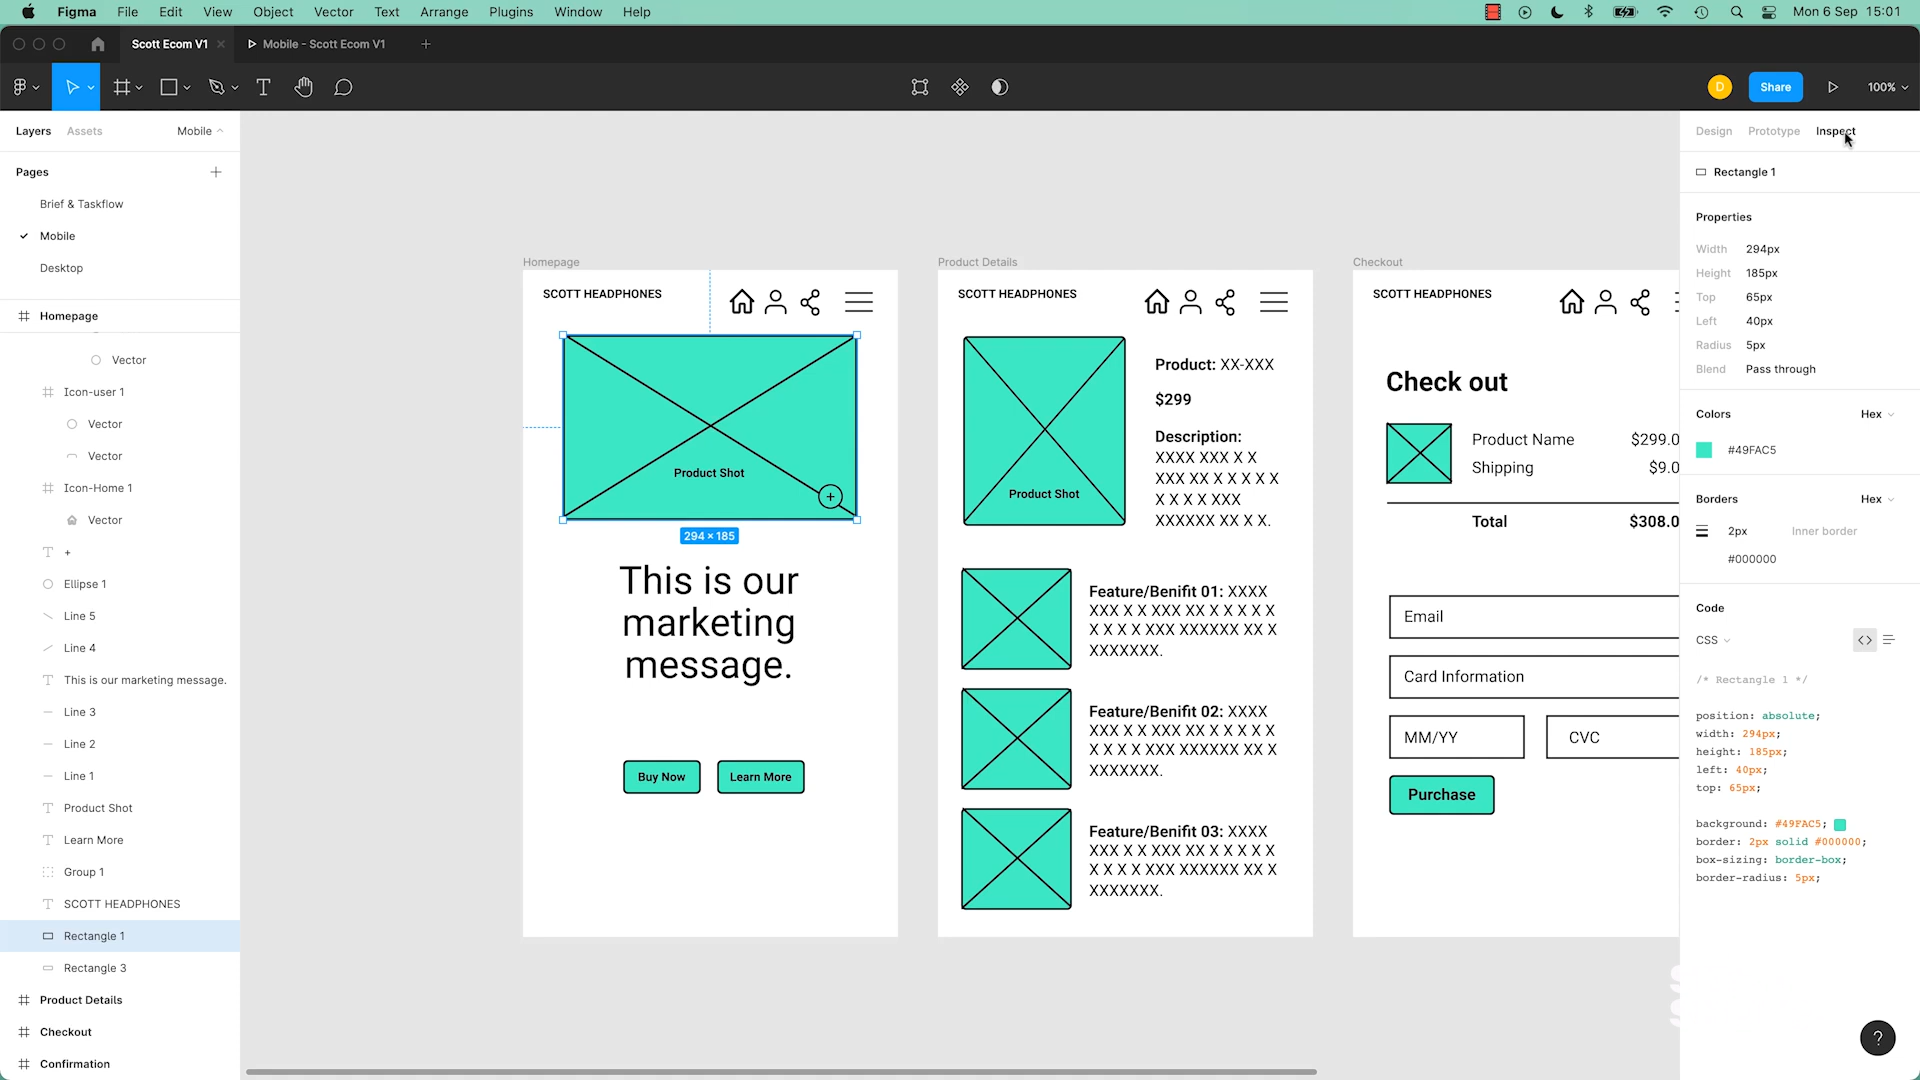 Figma File Edit View Object Vector Text Arrange Plugins Window Help Mon 6 Sep 15:01
Scott Ecom V1 Mobile - Scott Ecom V1
D Share 100%
Layers Assets Mobile
Pages
Brief & Taskflow
Mobile
Desktop
Homepage
Vector
Icon-user 1
Vector
Vector
Icon-Home 1
Vector
+
Ellipse 1
Line 5
Line 4
This is our marketing message.
Line 3
Line 2
Line 1
Product Shot
Learn More
Group 1
SCOTT HEADPHONES
Rectangle 1
Rectangle 3
Product Details
Checkout
Confirmation
Homepage
SCOTT HEADPHONES
Product Shot
+
294 × 185
This is our
marketing
message.
Buy Now Learn More
Product Details
SCOTT HEADPHONES
Product Shot
Product: XX-XXX
$299
Description:
XXXX XXX X X
XXX XX X X X X X
X X X X XXX
XXXXXX XX X X.
Feature/Benifit 01: XXXX
XXX X X XXX XX X X X X X
X X X X XXX XXXXXX XX X
XXXXXXX.
Feature/Benifit 02: XXXX
XXX X X XXX XX X X X X X
X X X X XXX XXXXXX XX X
XXXXXXX.
Feature/Benifit 03: XXXX
XXX X X XXX XX X X X X X
X X X X XXX XXXXXX XX X
XXXXXXX.
Checkout
SCOTT HEADPHONES
Check out
Product Name $299.0
Shipping $9.0
Total $308.0
Email
Card Information
MM/YY CVC
Purchase
Design Prototype Inspect
Rectangle 1
Properties
Width 294px
Height 185px
Top 65px
Left 40px
Radius 5px
Blend Pass through
Colors Hex
#49FAC5
Borders Hex
2px Inner border
#000000
Code
CSS
/* Rectangle 1 */
position: absolute;
width: 294px;
height: 185px;
left: 40px;
top: 65px;
background: #49FAC5;
border: 2px solid #000000;
box-sizing: border-box;
border-radius: 5px;
?